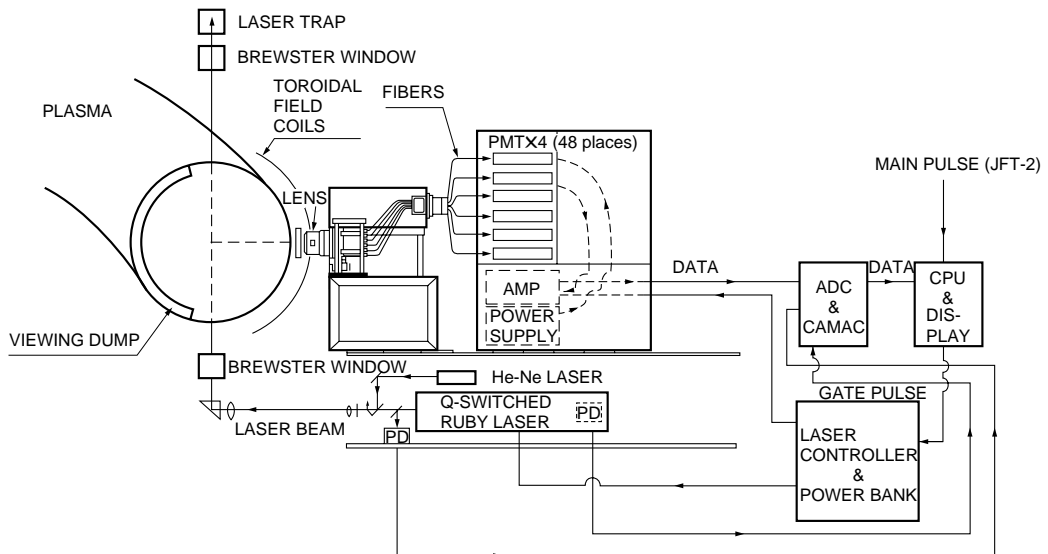 LASER TRAP
BREWSTER WINDOW
PLASMA
TOROIDAL
FIELD
COILS
FIBERS
PMT×4 (48 places)
MAIN PULSE (JFT-2)
LENS
DATA
DATA
AMP
POWER
SUPPLY
ADC
&
CAMAC
CPU
&
DIS-
PLAY
VIEWING DUMP
BREWSTER WINDOW
He-Ne LASER
GATE PULSE
Q-SWITCHED
RUBY LASER
PD
LASER BEAM
PD
LASER
CONTROLLER
&
POWER BANK